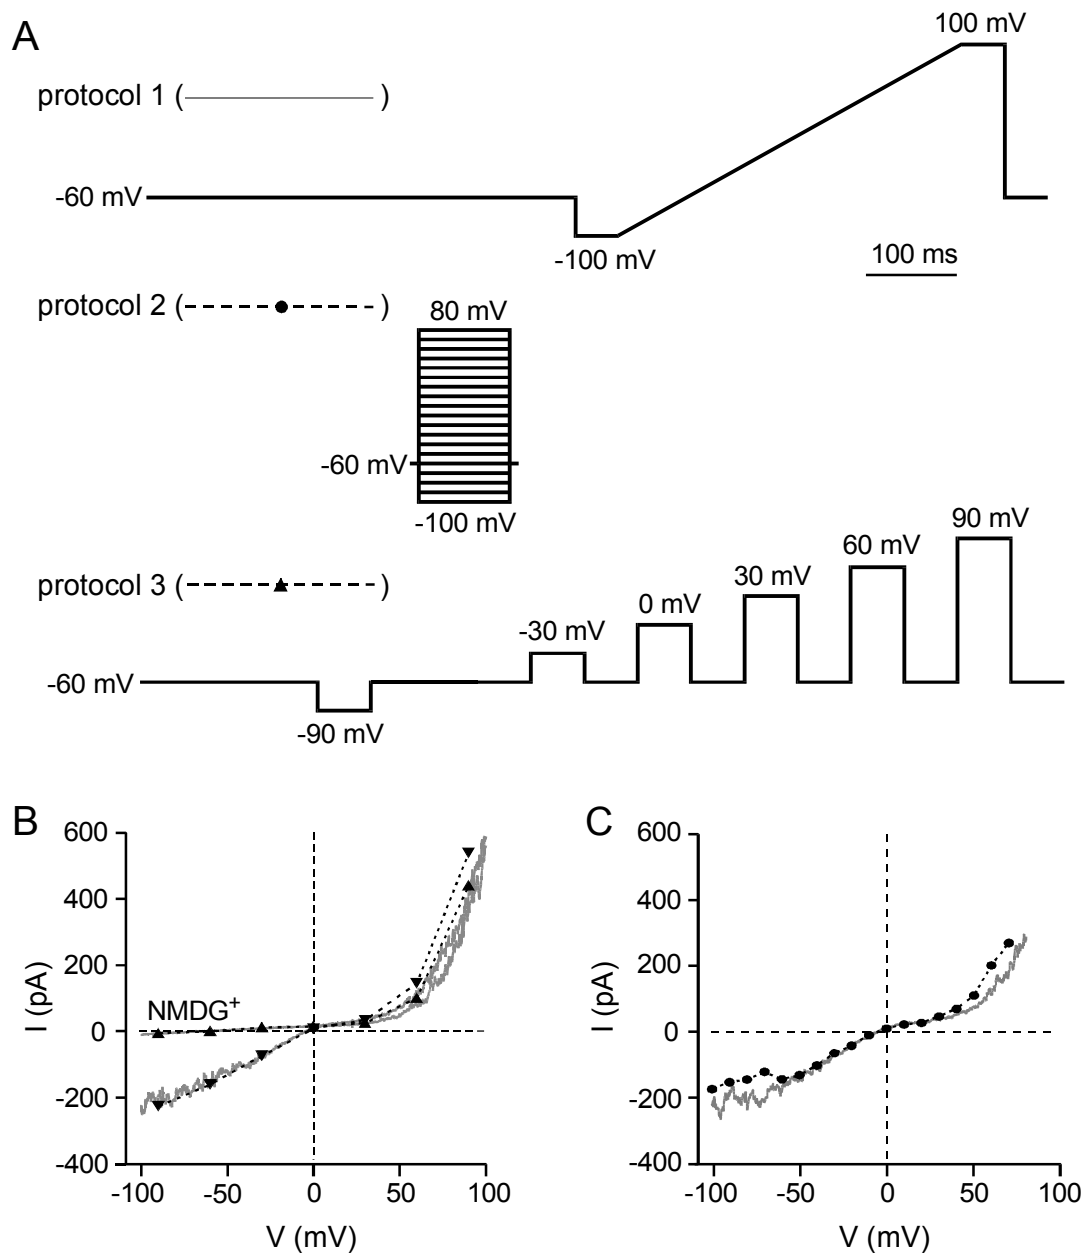 A
100 mV
protocol 1 ( )
-60 mV
-100 mV
100 ms
protocol 2 ( )
80 mV
-60 mV
-100 mV
90 mV
60 mV
protocol 3 ( )
30 mV
0 mV
-30 mV
-60 mV
-90 mV
B
600
400
200
0
-200
-400
I (pA)
NMDG+
-100 -50 0 50 100
V (mV)
C
600
400
200
0
-200
-400
I (pA)
-100 -50 0 50 100
V (mV)